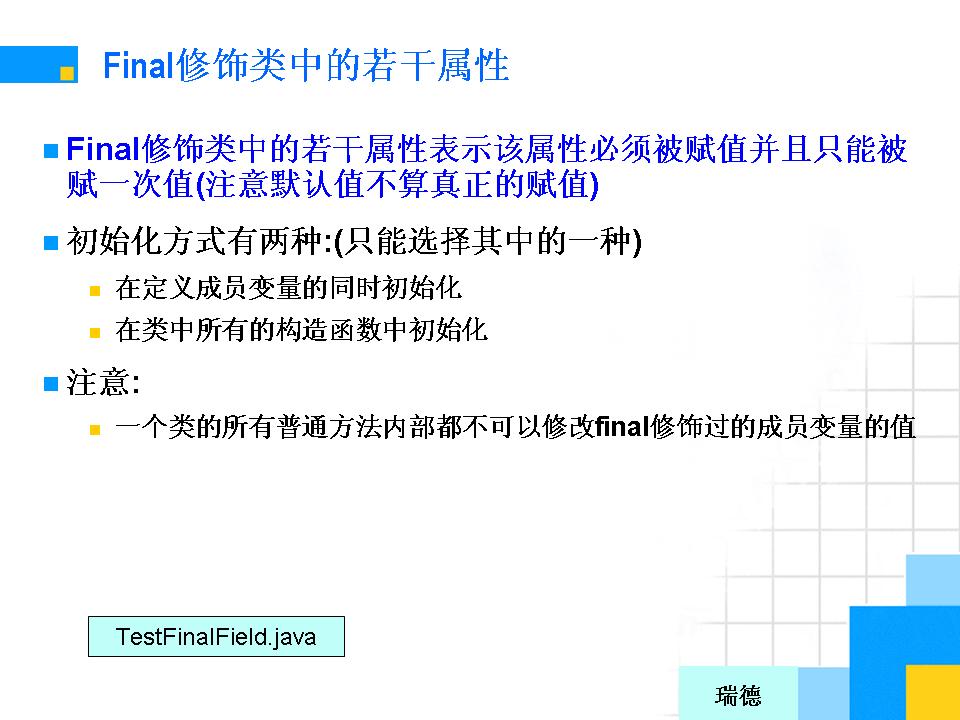 Final修饰类中的若干属性
Final修饰类中的若干属性表示该属性必须被赋值并且只能被
赋一次值(注意默认值不算真正的赋值)
初始化方式有两种:(只能选择其中的一种)
在定义成员变量的同时初始化
在类中所有的构造函数中初始化
注意:
一个类的所有普通方法内部都不可以修改final修饰过的成员变量的值
TestFinalField.java
瑞德